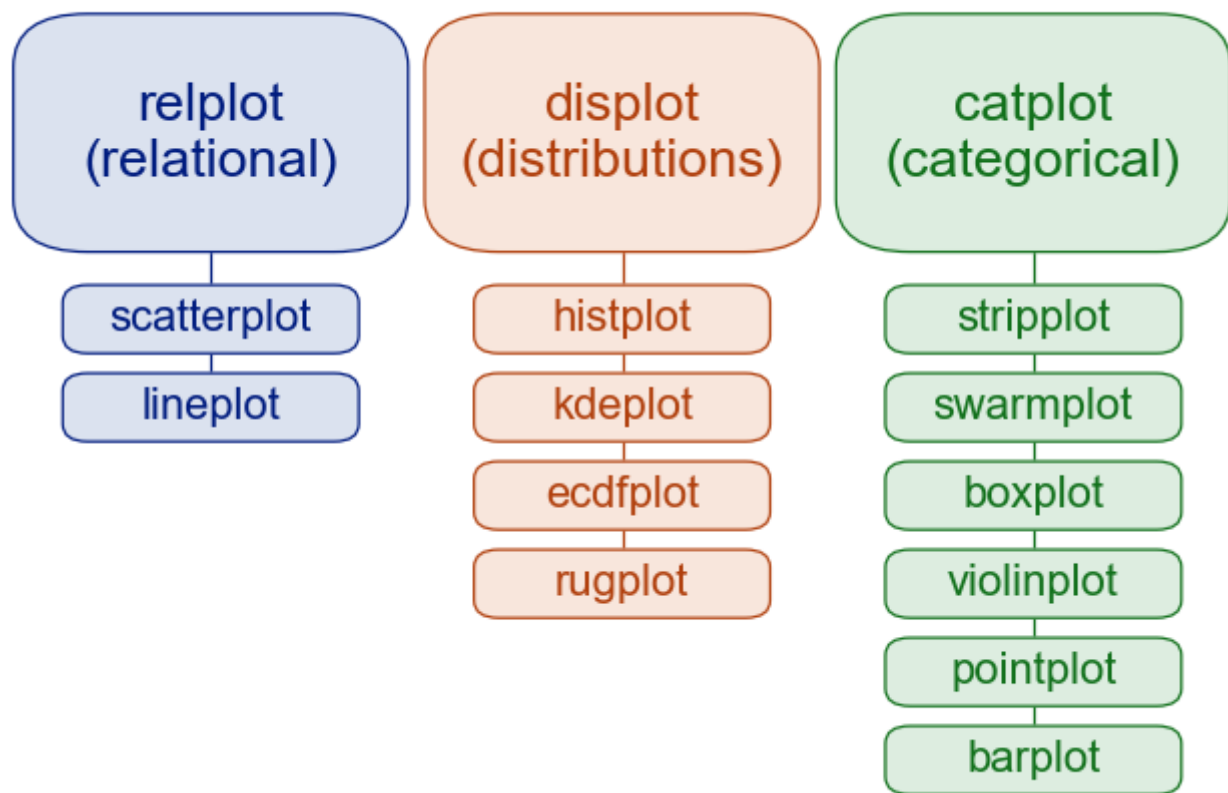 relplot
(relational)
scatterplot
lineplot
displot
(distributions)
histplot
kdeplot
ecdfplot
rugplot
catplot
(categorical)
stripplot
swarmplot
boxplot
violinplot
pointplot
barplot